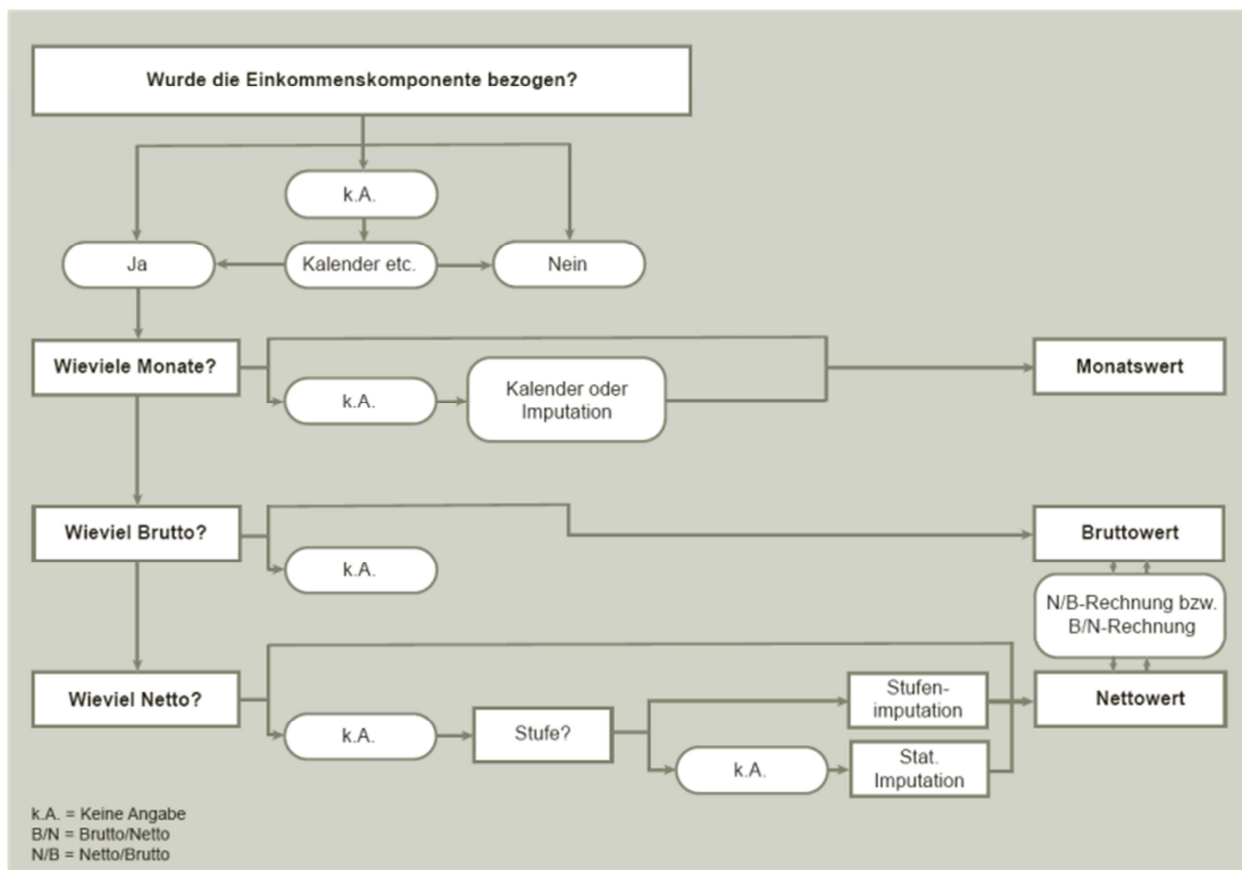 Wurde die Einkommenskomponente bezogen?
k.A.
Ja
Kalender etc.
Nein
Wieviele Monate?
k.A.
Kalender oder
Imputation
Monatswert
Wieviel Brutto?
k.A.
Bruttowert
N/B-Rechnung bzw.
B/N-Rechnung
Wieviel Netto?
k.A.
Stufe?
Stufen-
imputation
k.A.
Stat.
Imputation
Nettowert
k.A. = Keine Angabe
B/N = Brutto/Netto
N/B = Netto/Brutto